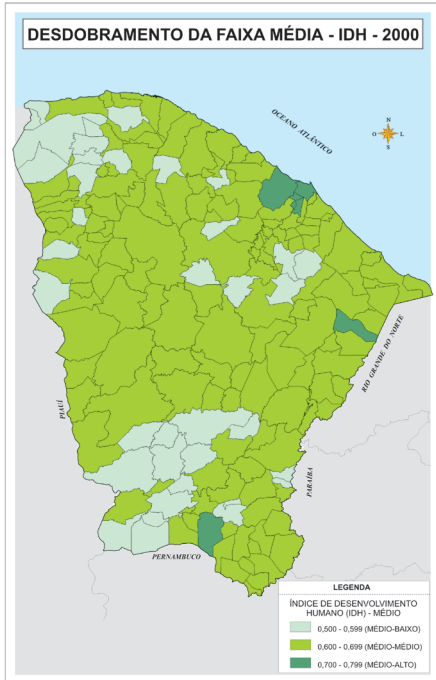 DESDOBRAMENTO DA FAIXA MÉDIA - IDH - 2000
OCEANO ATLÂNTICO
N
O
L
S
RIO GRANDE DO NORTE
PIAUÍ
PARAÍBA
PERNAMBUCO
LEGENDA
ÍNDICE DE DESENVOLVIMENTO
HUMANO (IDH) - MÉDIO
0,500 - 0,599 (MÉDIO-BAIXO)
0,600 - 0,699 (MÉDIO-MÉDIO)
0,700 - 0,799 (MÉDIO-ALTO)